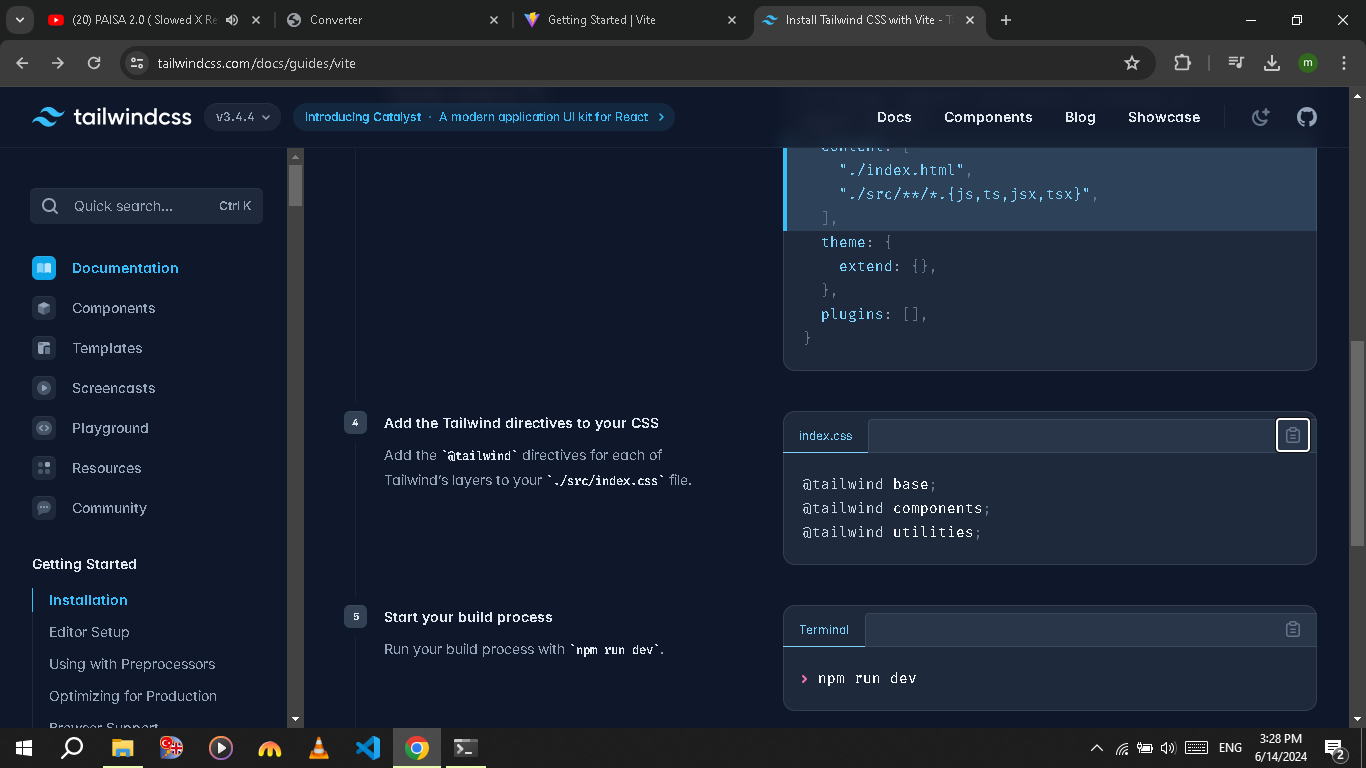 (20) PAISA 2.0 ( Slowed X Re
Converter
Getting Started | Vite
Install Tailwind CSS with Vite - T
tailwindcss.com/docs/guides/vite
m
tailwindcss
v3.4.4
Introducing Catalyst · A modern application UI kit for React
Docs
Components
Blog
Showcase
Quick search...
Ctrl K
Documentation
Components
Templates
Screencasts
Playground
Resources
Community
Getting Started
Installation
Editor Setup
Using with Preprocessors
Optimizing for Production
Browser Support
content: [
"./index.html",
"./src/**/*.{js,ts,jsx,tsx}",
],
theme: {
extend: {},
},
plugins: [],
}
4
Add the Tailwind directives to your CSS
Add the `@tailwind` directives for each of
Tailwind's layers to your `./src/index.css` file.
index.css
@tailwind base;
@tailwind components;
@tailwind utilities;
5
Start your build process
Run your build process with `npm run dev`.
Terminal
> npm run dev
ENG
3:28 PM
6/14/2024
2